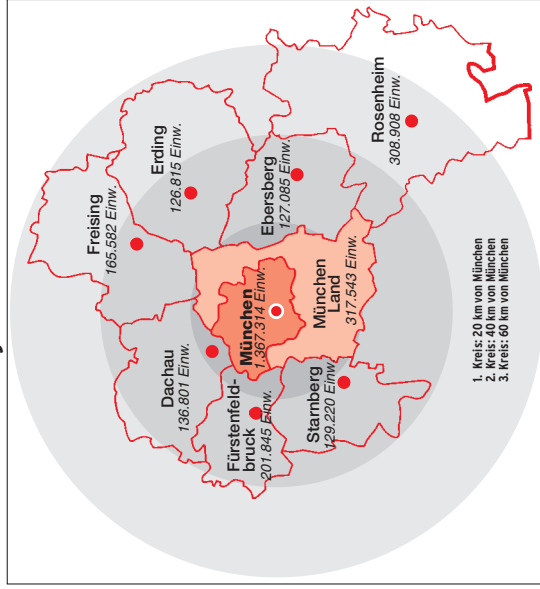 Freising
165.582 Einw.
Erding
126.815 Einw.
Dachau
136.801 Einw.
Fürstenfeld-
bruck
201.845 Einw.
München
1.367.314 Einw.
Ebersberg
127.085 Einw.
München
Land
317.543 Einw.
Starnberg
129.220 Einw.
Rosenheim
308.908 Einw.
1. Kreis: 20 km von München
2. Kreis: 40 km von München
3. Kreis: 60 km von München